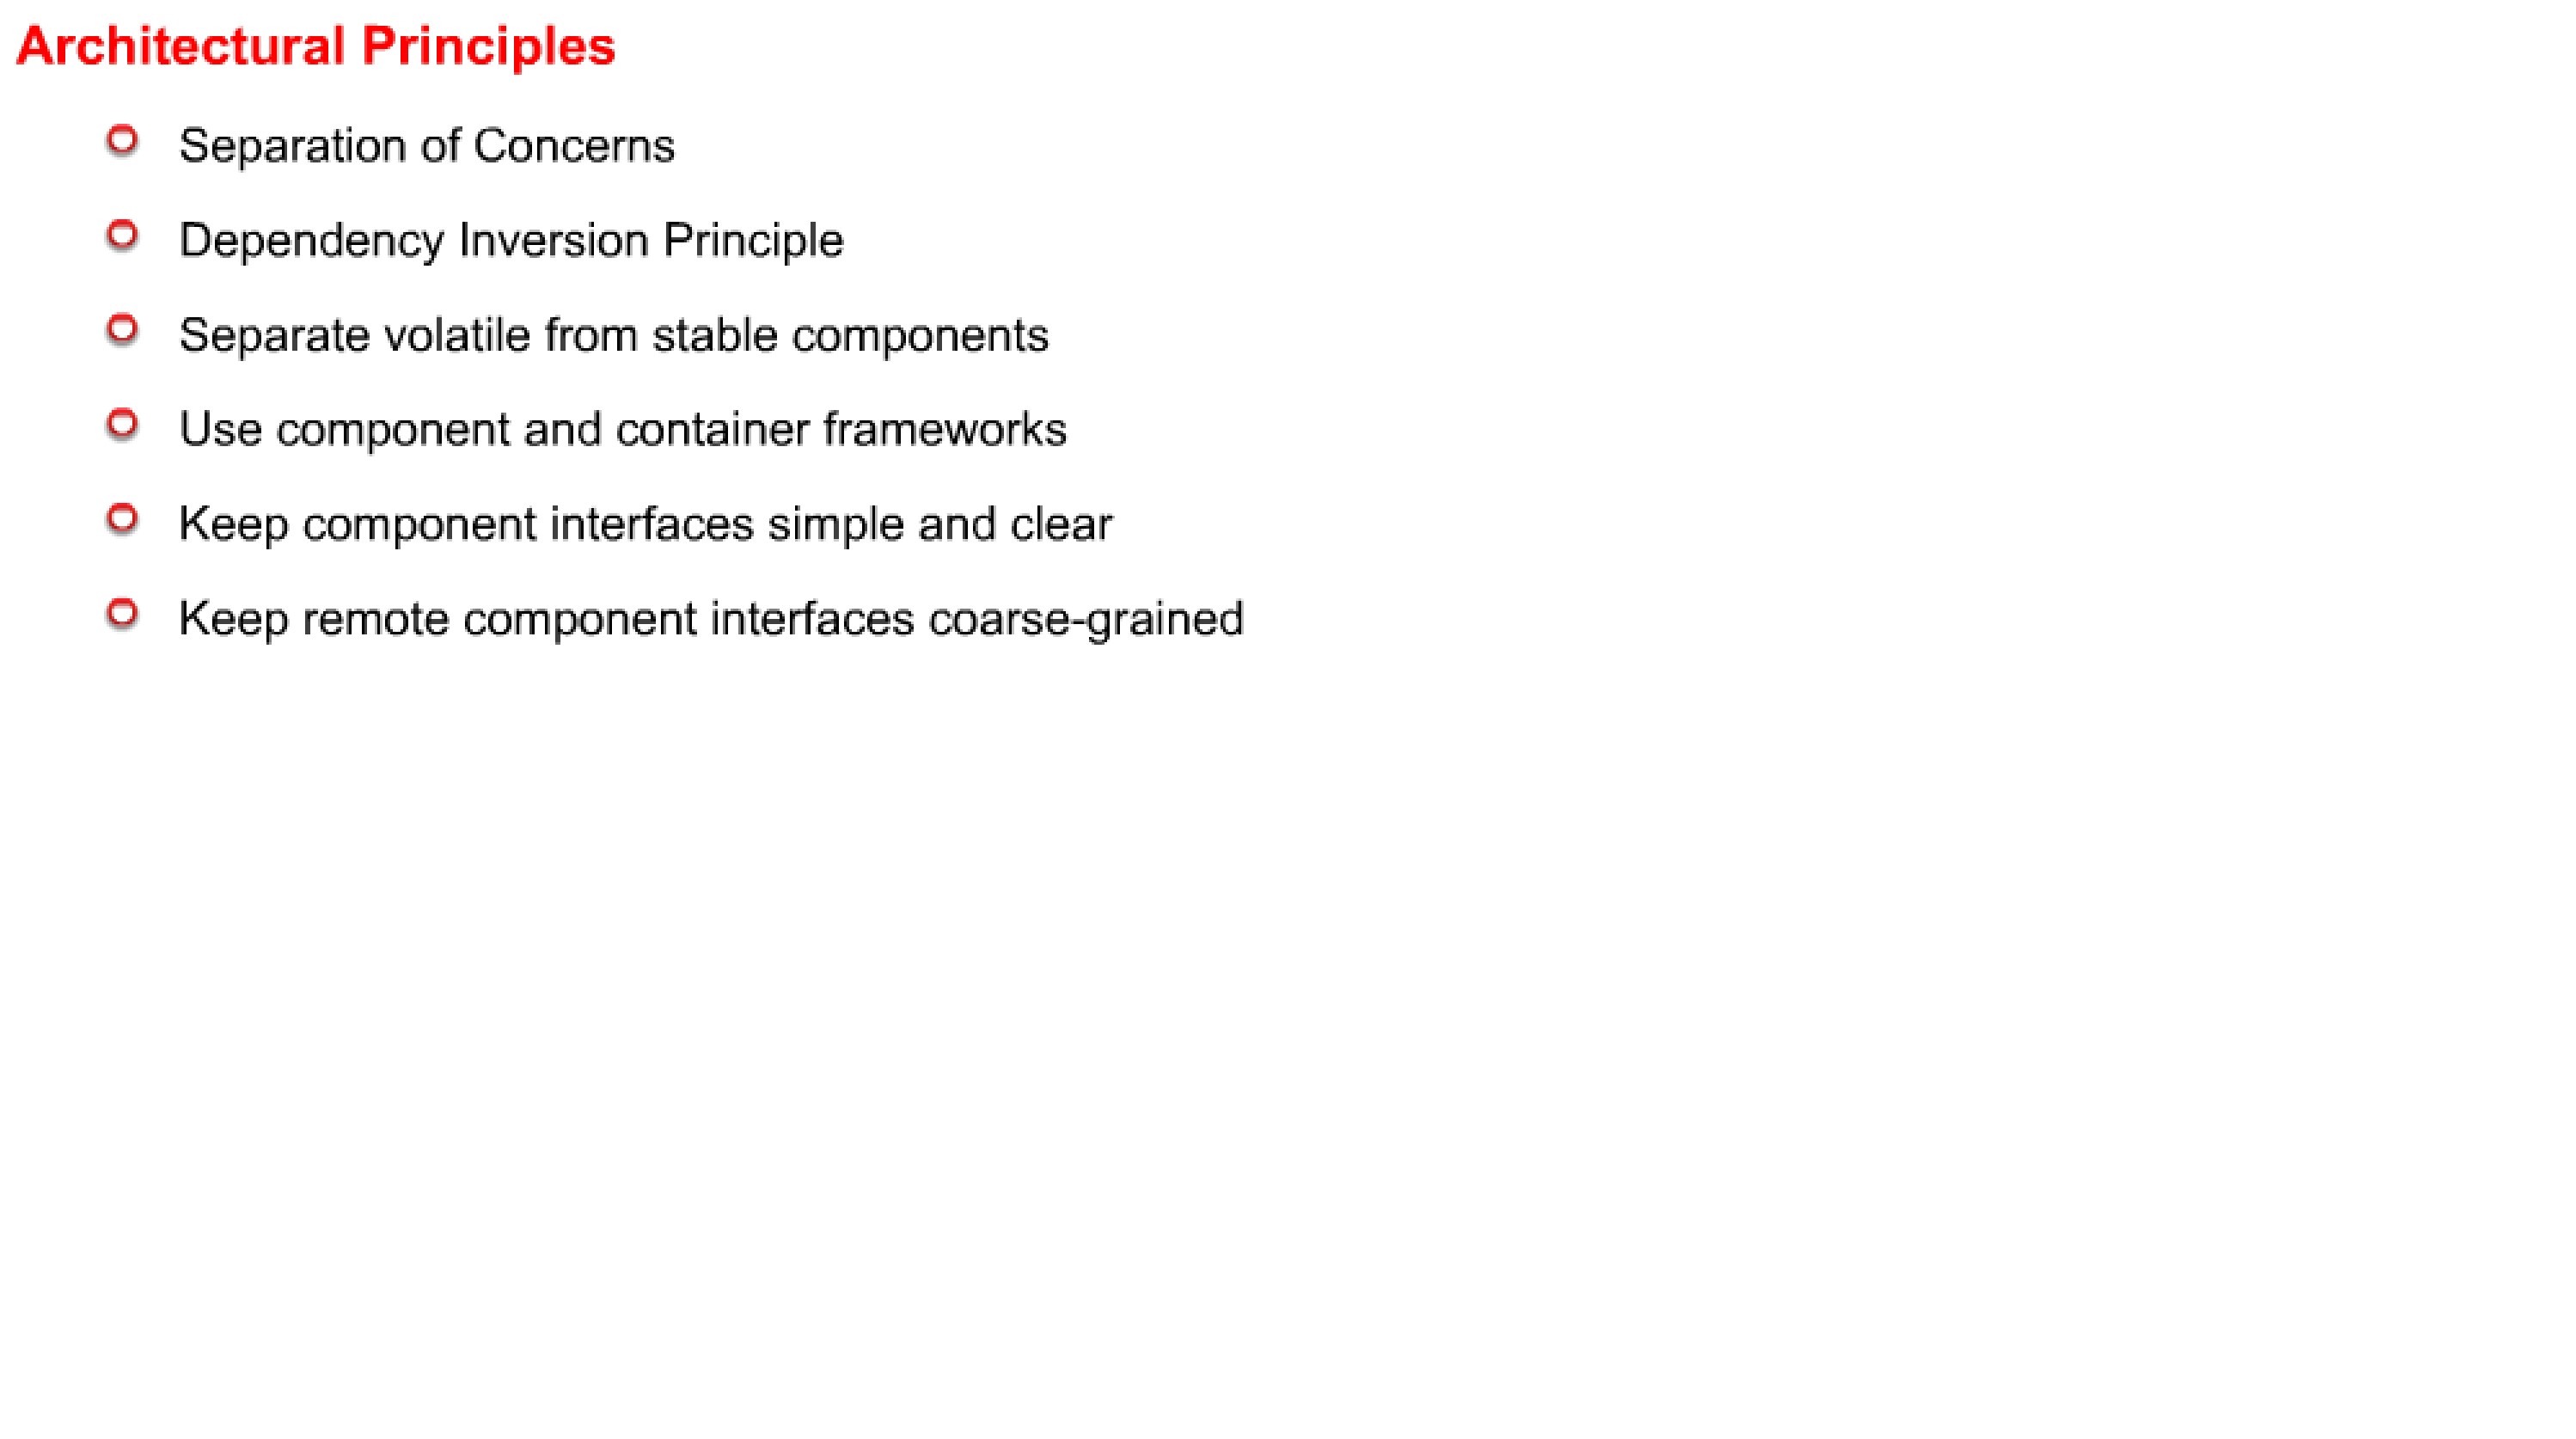 Architectural Principles
Separation of Concerns
Dependency Inversion Principle
Separate volatile from stable components
Use component and container frameworks
Keep component interfaces simple and clear
Keep remote component interfaces coarse-grained